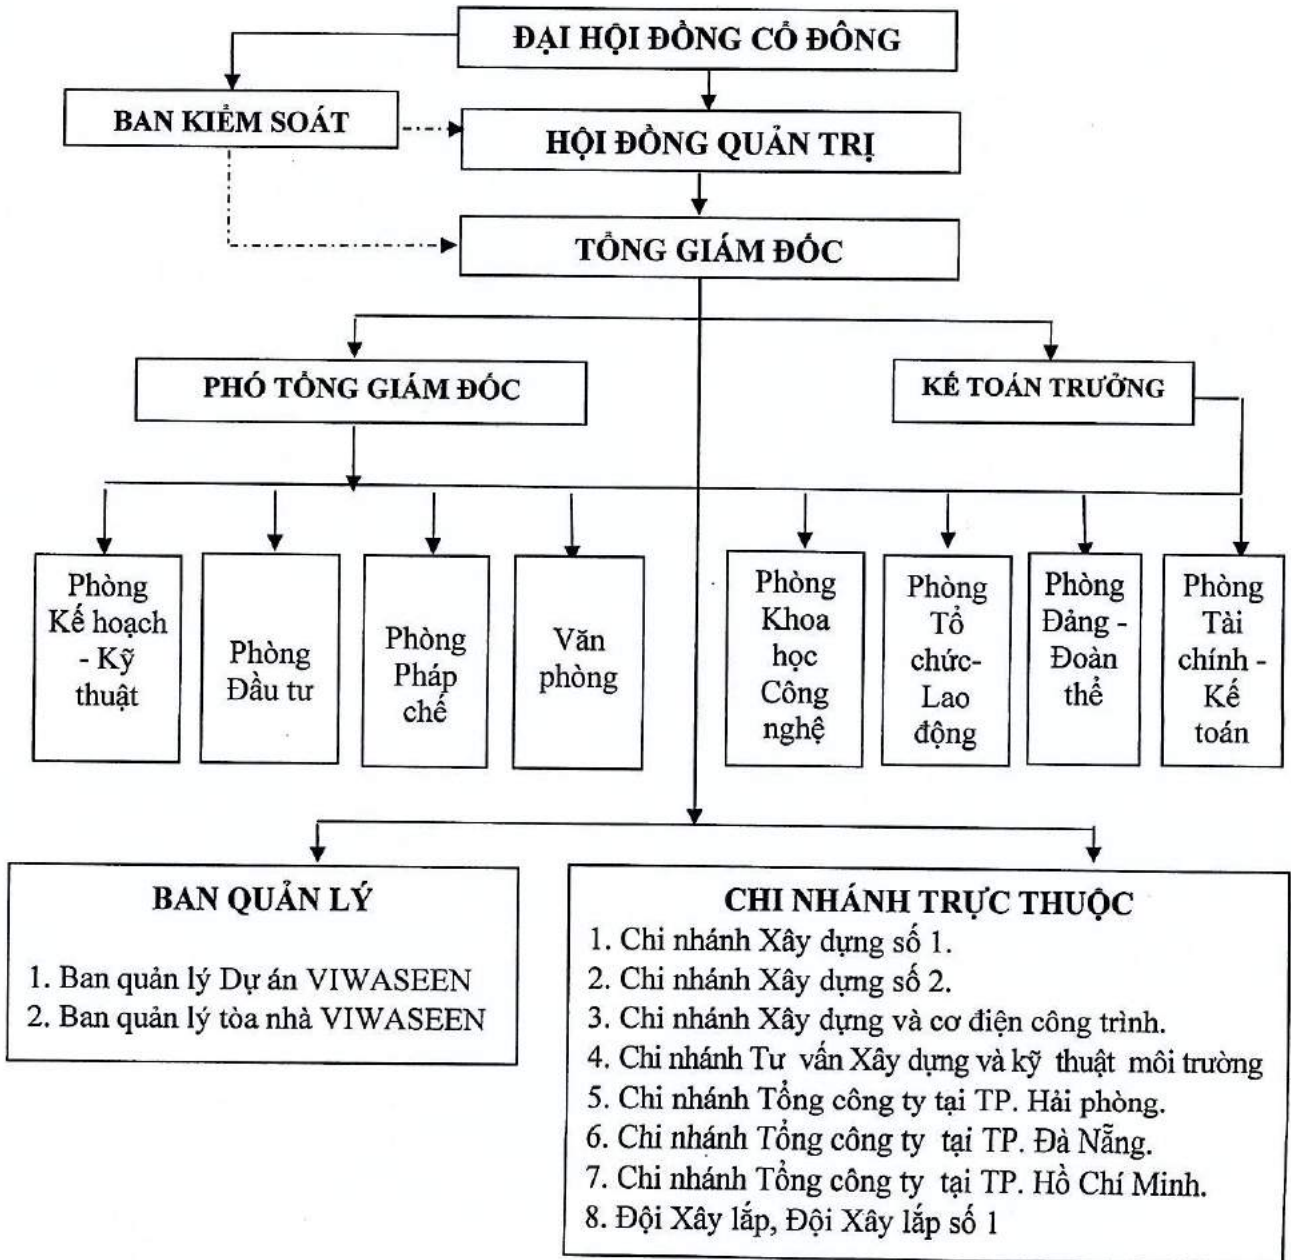 ĐẠI HỘI ĐỒNG CỔ ĐÔNG
BAN KIỂM SOÁT
HỘI ĐỒNG QUẢN TRỊ
TỔNG GIÁM ĐỐC
PHÓ TỔNG GIÁM ĐỐC
KẾ TOÁN TRƯỞNG
Phòng
Kế hoạch
- Kỹ
thuật
Phòng
Đầu tư
Phòng
Pháp
chế
Văn
phòng
Phòng
Khoa
học
Công
nghệ
Phòng
Tổ
chức-
Lao
động
Phòng
Đảng -
Đoàn
thể
Phòng
Tài
chính -
Kế
toán
BAN QUẢN LÝ
1. Ban quản lý Dự án VIWASEEN
2. Ban quản lý tòa nhà VIWASEEN
CHI NHÁNH TRỰC THUỘC
1. Chi nhánh Xây dựng số 1.
2. Chi nhánh Xây dựng số 2.
3. Chi nhánh Xây dựng và cơ điện công trình.
4. Chi nhánh Tư vấn Xây dựng và kỹ thuật môi trường
5. Chi nhánh Tổng công ty tại TP. Hải phòng.
6. Chi nhánh Tổng công ty tại TP. Đà Nẵng.
7. Chi nhánh Tổng công ty tại TP. Hồ Chí Minh.
8. Đội Xây lắp, Đội Xây lắp số 1